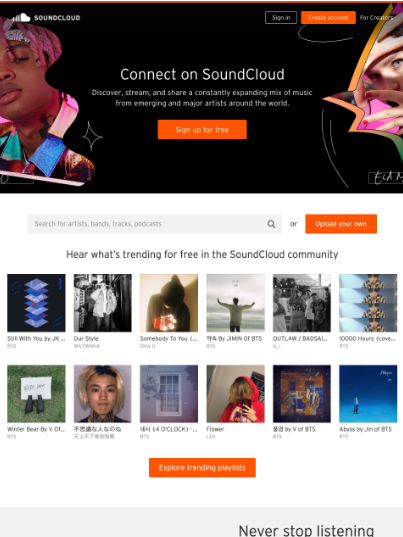 SOUNDCLOUD
Sign in
Create account
For Creators
Connect on SoundCloud
Discover, stream, and share a constantly expanding mix of music
from emerging and major artists around the world.
Sign up for free
Search for artists, bands, tracks, podcasts
or
Upload your own
Hear what's trending for free in the SoundCloud community
Still With You by JK ...
BTS
Our Style
WILYWNKA
Somebody To You (...
Only U
약속 By JIMIN Of BTS
BTS
OUTLAW / BADSAI...
G_I
10000 Hours (cove...
BTS
Winter Bear By V Of...
BTS
不思議な人なのね
네시 (4 O'CLOCK) -...
BTS
Flower
LEX
풍경 by V of BTS
BTS
Abyss by Jin of BTS
BTS
Explore trending playlists
Never stop listening